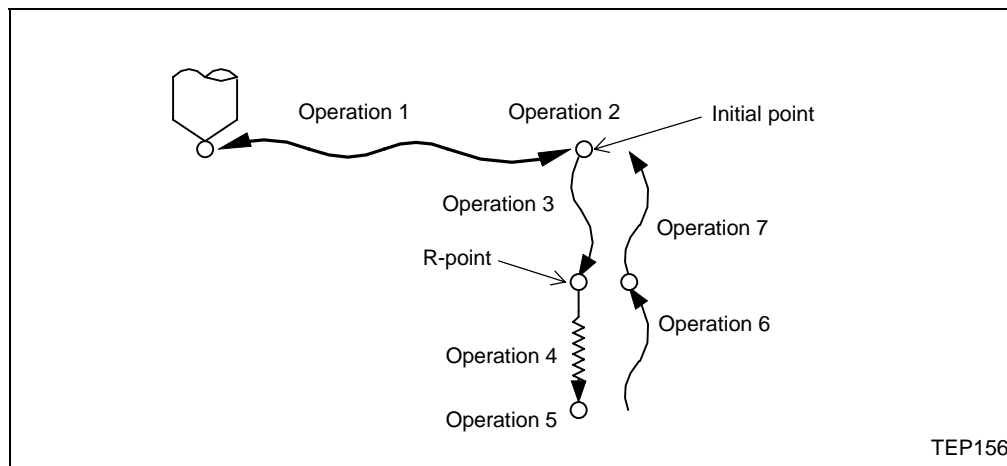 Operation 1
Operation 2
Initial point
Operation 3
Operation 7
R-point
Operation 6
Operation 4
Operation 5
TEP156